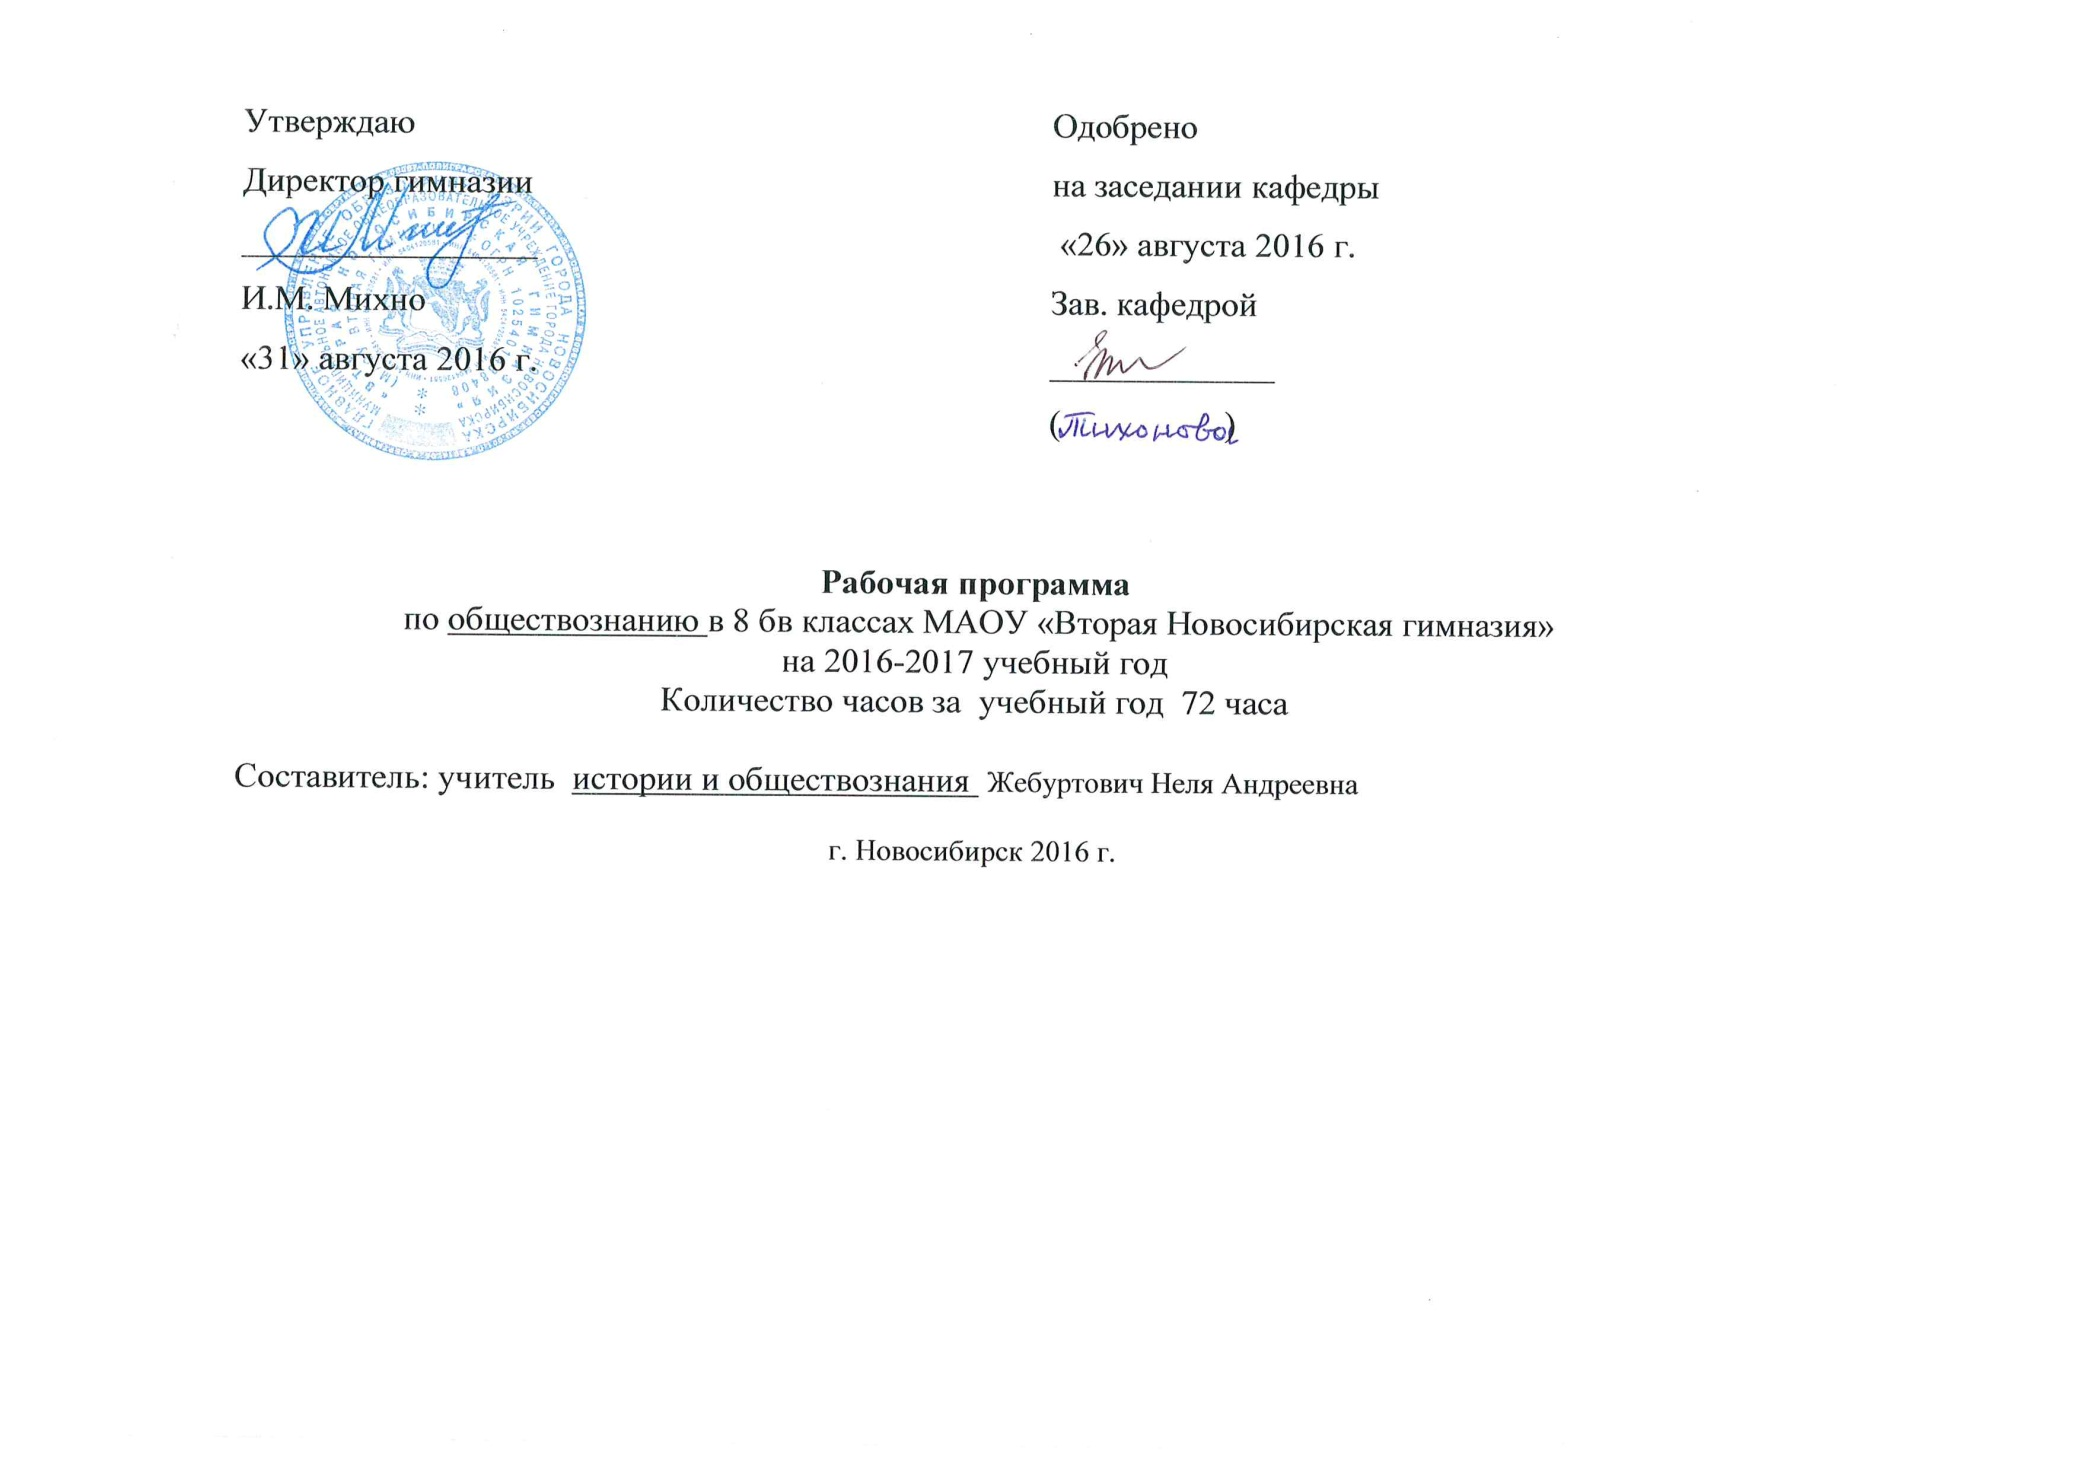 Утверждаю
Директор гимназии
И.М. Михно
«31» августа 2016 г.
Одобрено
на заседании кафедры
«26» августа 2016 г.
Зав. кафедрой
(Тихонова)
Рабочая программа
по обществознанию в 8 бв классах МАОУ «Вторая Новосибирская гимназия»
на 2016-2017 учебный год
Количество часов за учебный год 72 часа
Составитель: учитель истории и обществознания Жебуртович Неля Андреевна
г. Новосибирск 2016 г.